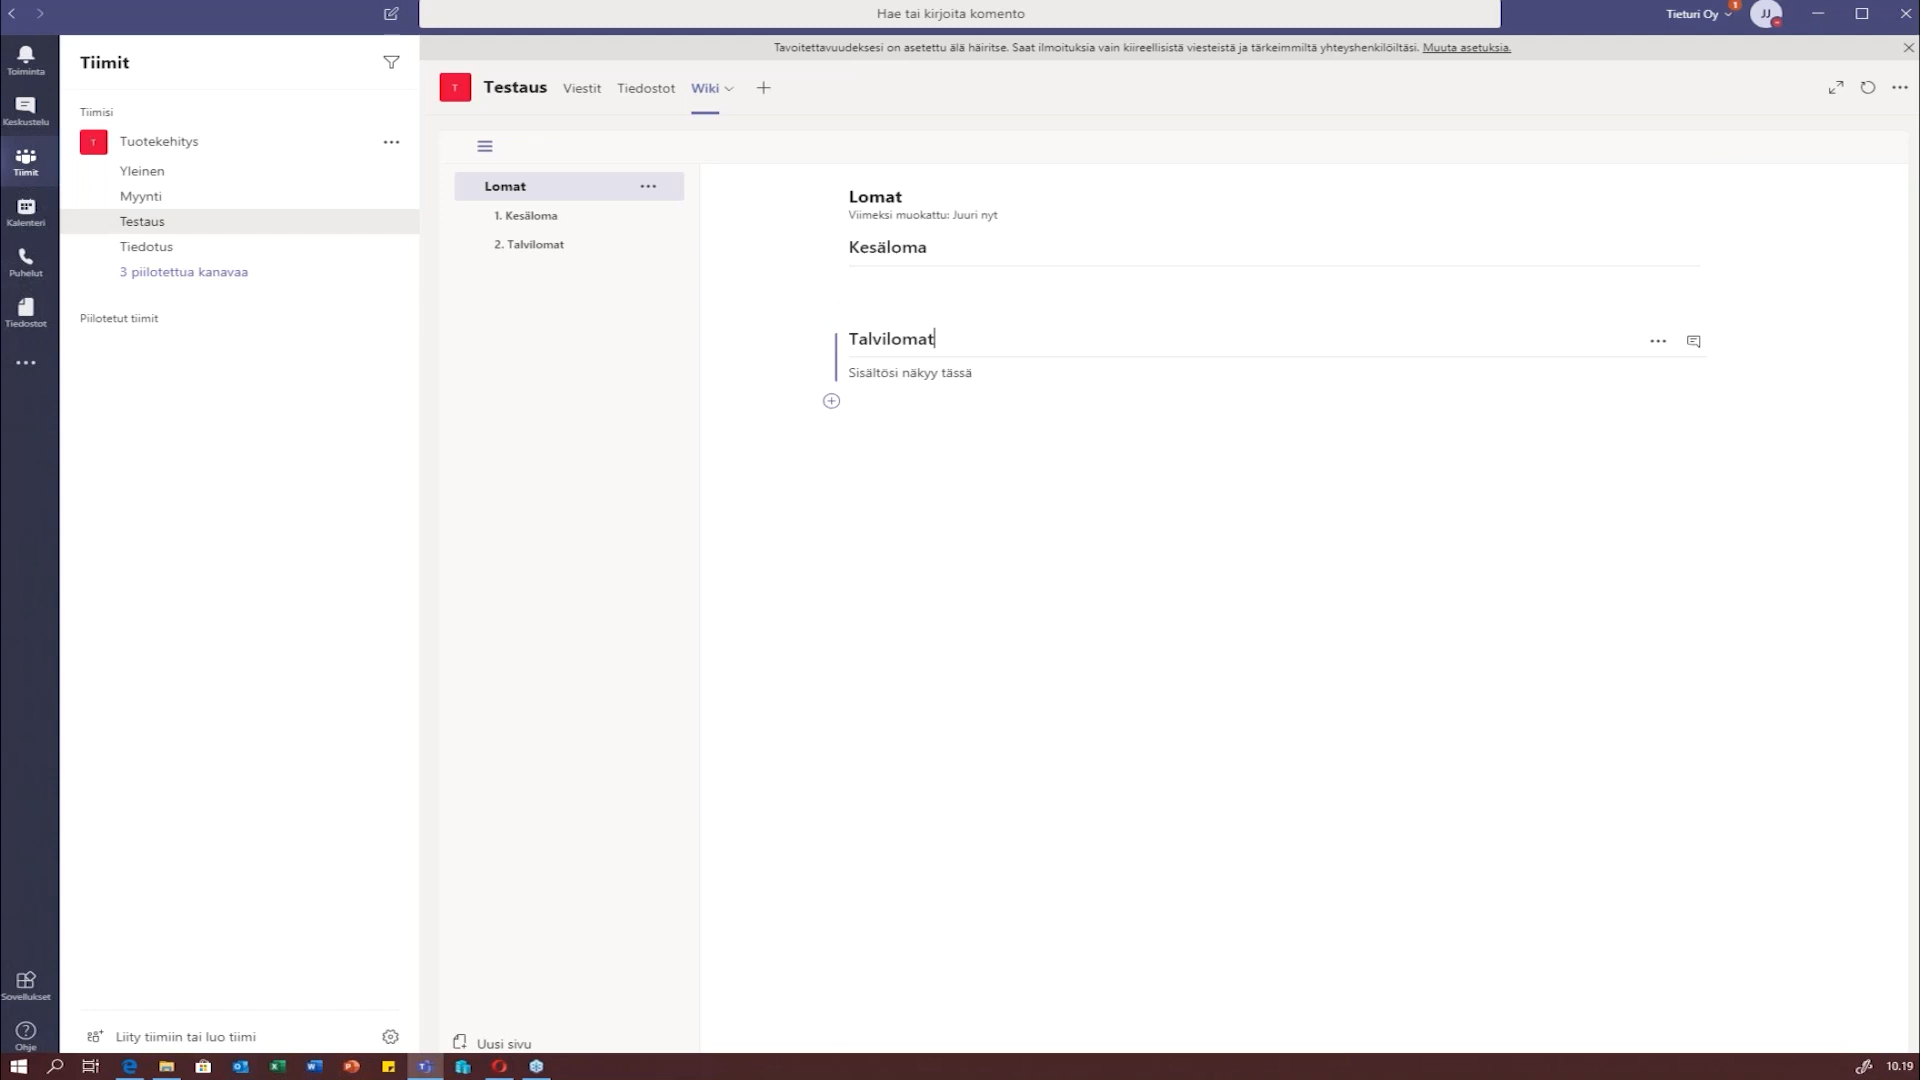 Hae tai kirjoita komento
Tieturi Oy
1
JJ
Tavoitettavuudeksesi on asetettu älä häiritse. Saat ilmoituksia vain kiireellisistä viesteistä ja tärkeimmiltä yhteyshenkilöiltäsi. Muuta asetuksia.
Toiminta
Keskustelu
Tiimit
Kalenteri
Puhelut
Tiedostot
Sovellukset
Ohje
Tiimit
Tiimisi
T
Tuotekehitys
Yleinen
Myynti
Testaus
Tiedotus
3 piilotettua kanavaa
Piilotetut tiimit
Liity tiimiin tai luo tiimi
T
Testaus
Viestit
Tiedostot
Wiki
Lomat
1. Kesäloma
2. Talvilomat
Uusi sivu
Lomat
Viimeksi muokattu: Juuri nyt
Kesäloma
Talvilomat
Sisältösi näkyy tässä
10.19